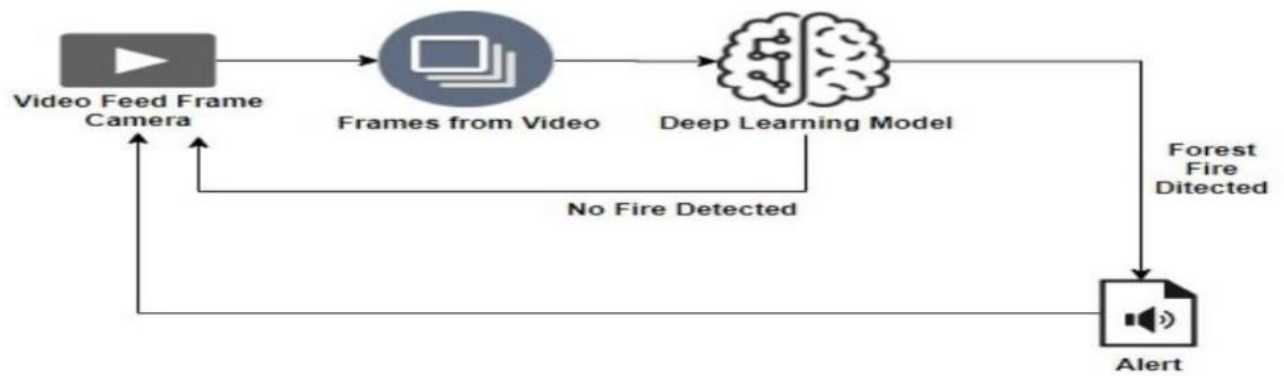 Video Feed Frame
Camera
Frames from Video
Deep Learning Model
Forest
Fire
Ditected
No Fire Detected
Alert